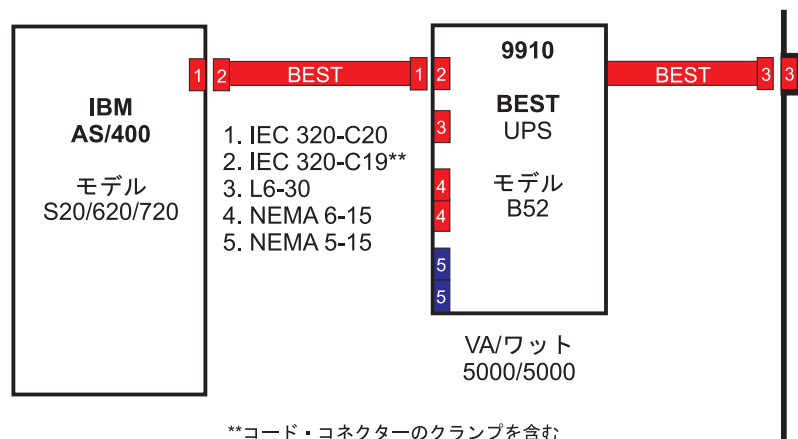 IBM
AS/400
モデル
S20/620/720
1 2 BEST 1 2
3
4
4
5
5
1. IEC 320-C20
2. IEC 320-C19**
3. L6-30
4. NEMA 6-15
5. NEMA 5-15
9910
BEST
UPS
モデル
B52
BEST 3 3
VA/ワット
5000/5000
**コード・コネクターのクランプを含む